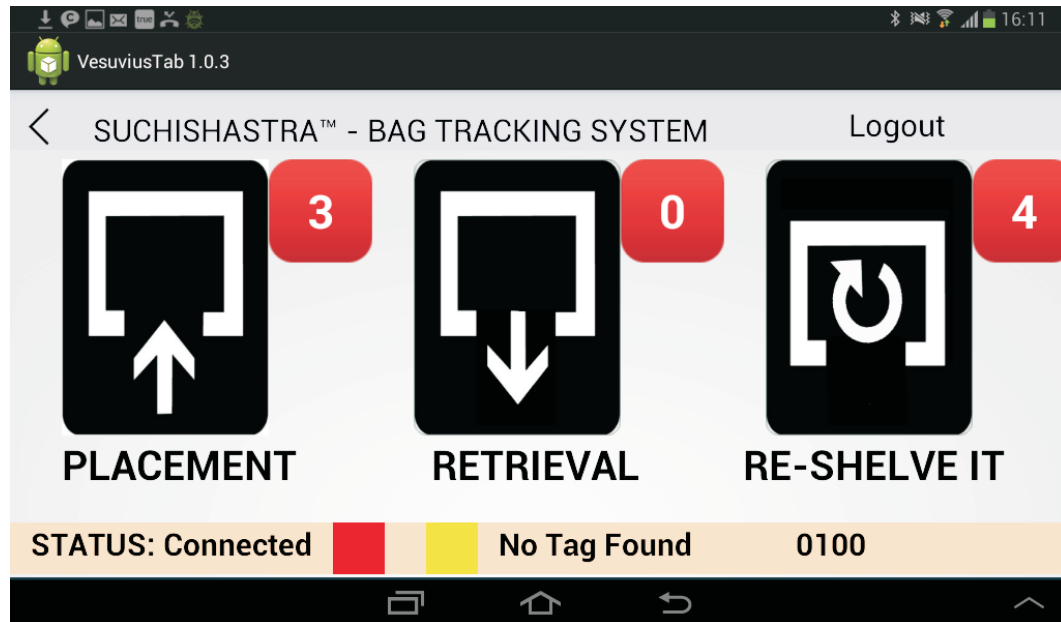 16:11
VesuviusTab 1.0.3
SUCHISHASTRA™ - BAG TRACKING SYSTEM Logout
3 0 4
PLACEMENT RETRIEVAL RE-SHELVE IT
STATUS: Connected No Tag Found 0100